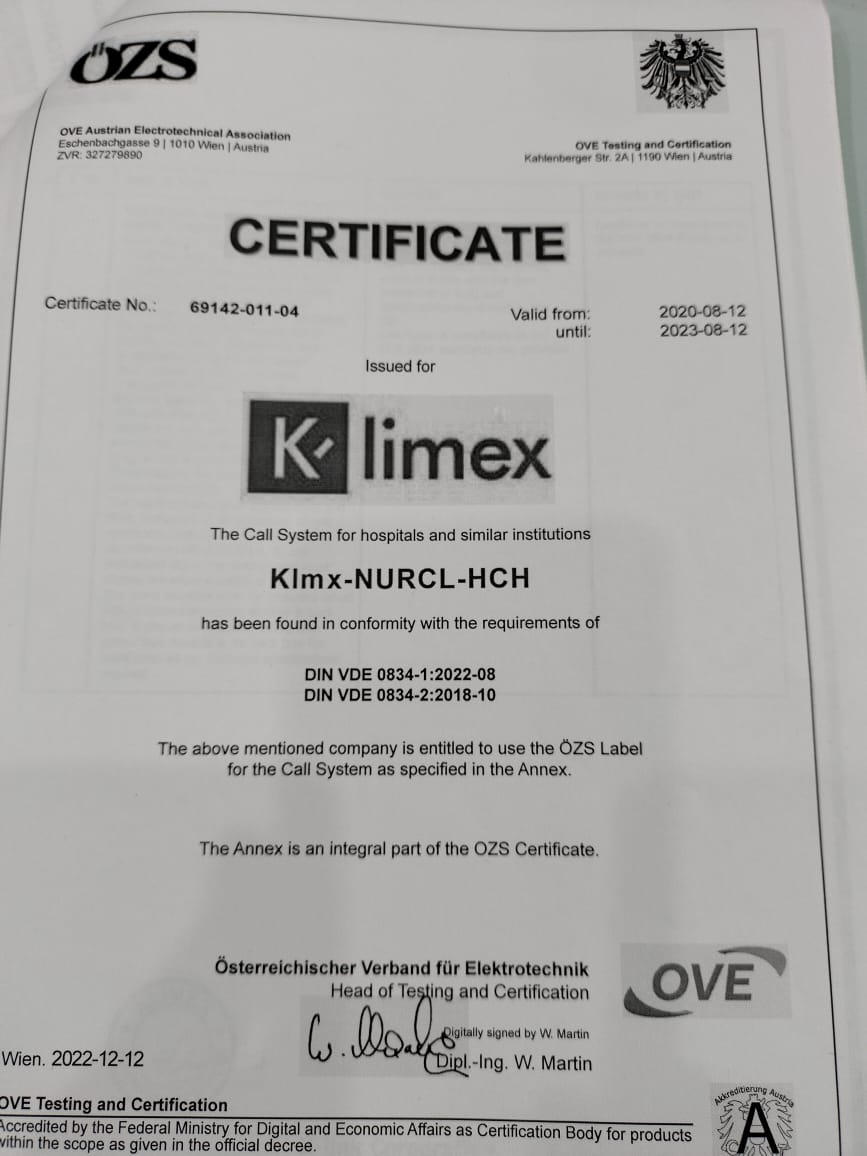 ÖZS
OVE Austrian Electrotechnical Association
Eschenbachgasse 9 | 1010 Wien | Austria
ZVR: 327279890
OVE Testing and Certification
Kahlenberger Str. 2A | 1190 Wien | Austria
CERTIFICATE
Certificate No.: 69142-011-04
Valid from: 2020-08-12
until: 2023-08-12
Issued for
K limex
The Call System for hospitals and similar institutions
Klmx-NURCL-HCH
has been found in conformity with the requirements of
DIN VDE 0834-1:2022-08
DIN VDE 0834-2:2018-10
The above mentioned company is entitled to use the ÖZS Label
for the Call System as specified in the Annex.
The Annex is an integral part of the OZS Certificate.
Österreichischer Verband für Elektrotechnik
Head of Testing and Certification
OVE
W. Martin
Digitally signed by W. Martin
Dipl.-Ing. W. Martin
Wien. 2022-12-12
OVE Testing and Certification
Accredited by the Federal Ministry for Digital and Economic Affairs as Certification Body for products
within the scope as given in the official decree.
Akkreditierung Austria
A